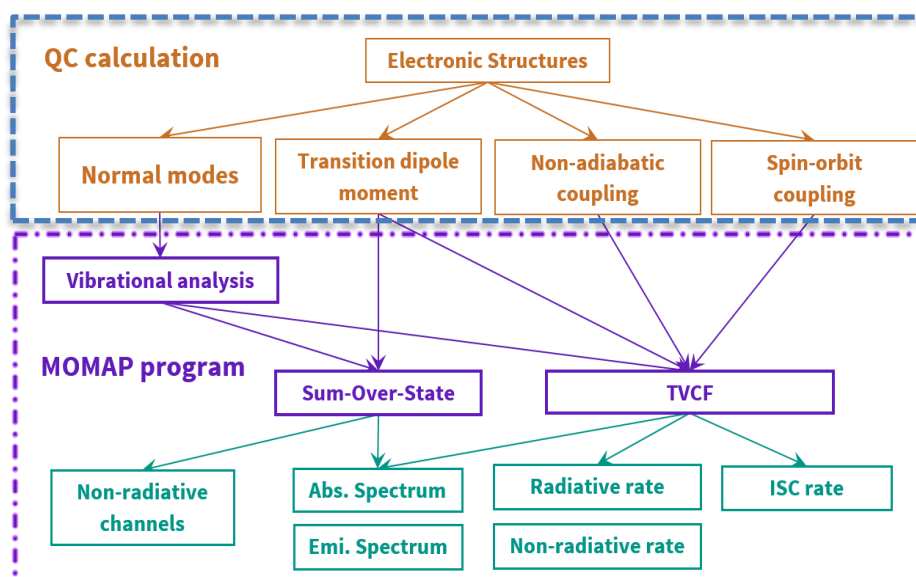 QC calculation
Electronic Structures
Normal modes
Transition dipole
moment
Non-adiabatic
coupling
Spin-orbit
coupling
Vibrational analysis
MOMAP program
Sum-Over-State
TVCF
Non-radiative
channels
Abs. Spectrum
Radiative rate
ISC rate
Emi. Spectrum
Non-radiative rate